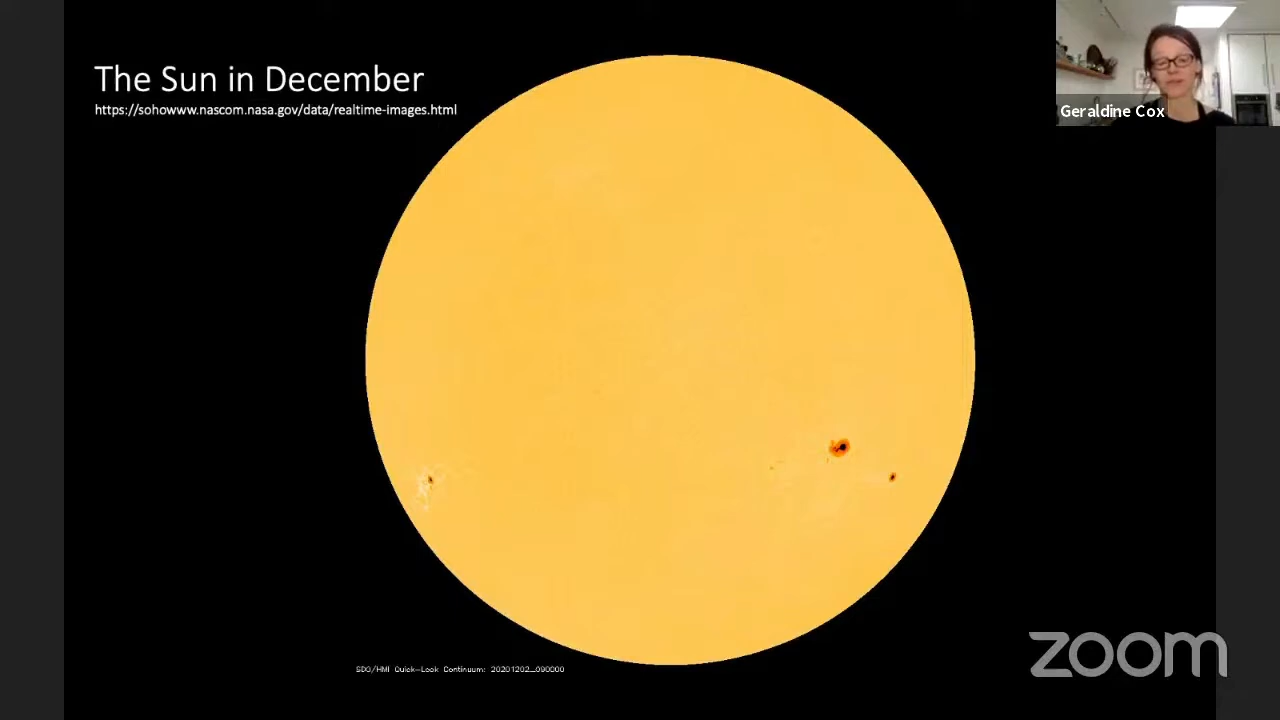 The Sun in December
https://sohowww.nascom.nasa.gov/data/realtime-images.html
Geraldine Cox
SDO/HMI Quick-Look Continuum: 20201202_090000
zoom